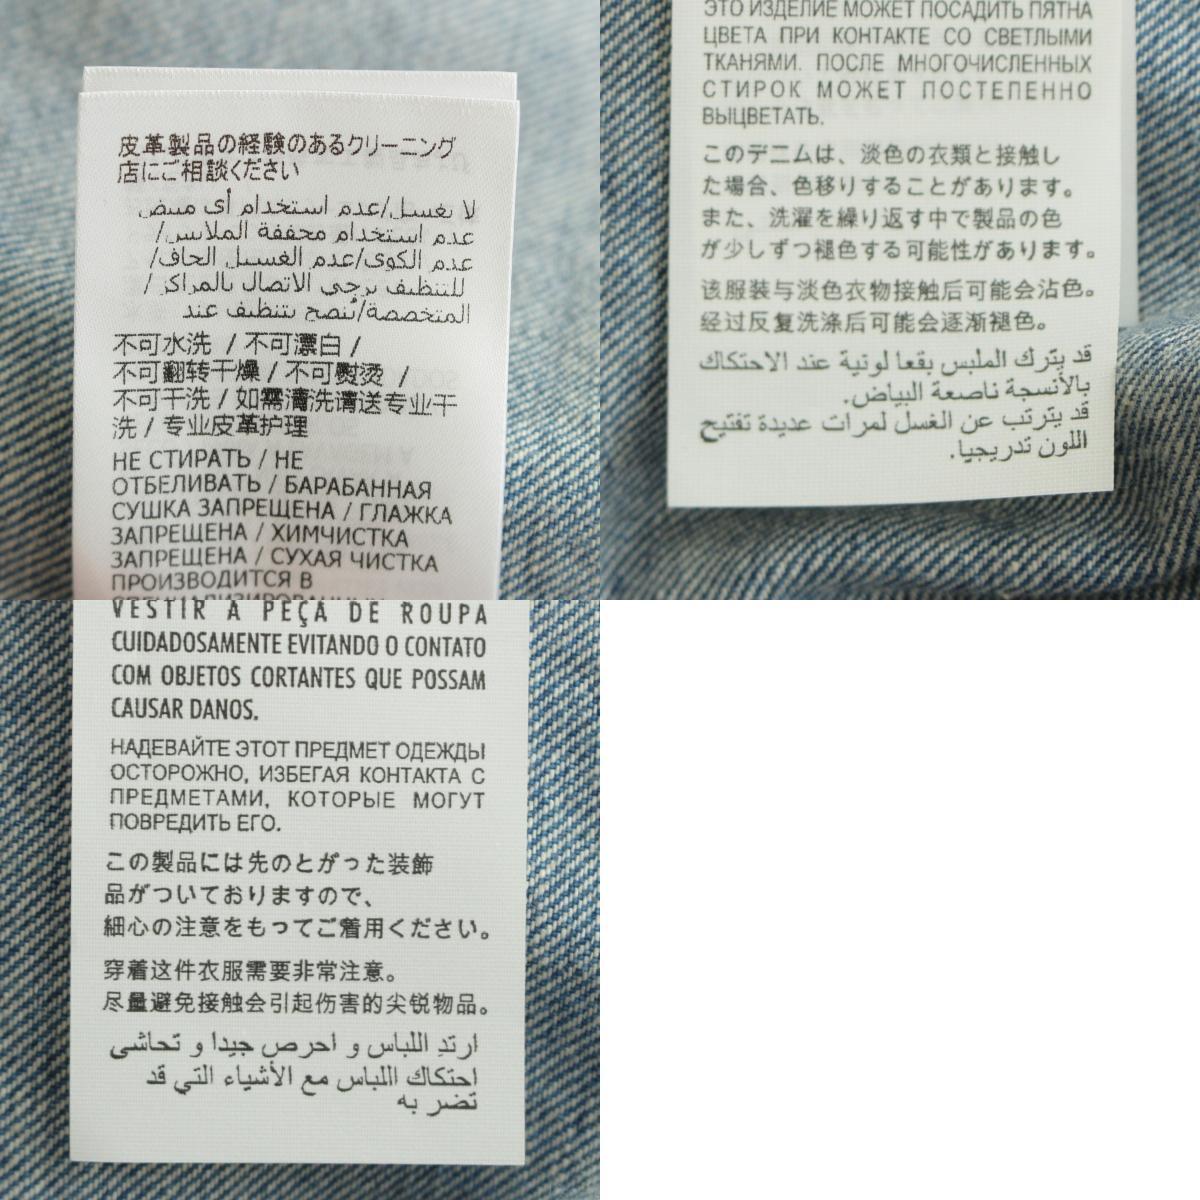 皮革製品の経験のあるクリーニング
店にご相談ください
لا تغسل/عدم استخدام أى مبيض
عدم استخدام مجففة الملابس/
عدم الكوى/عدم الغسيل الجاف/
للتنظيف يرجى الاتصال بالمراكز /
المتخصصة/يُنصح بتنظيف عند
不可水洗 / 不可漂白 /
不可翻转干燥 / 不可熨烫 /
不可干洗 / 如需清洗请送专业干
洗 / 专业皮革护理
НЕ СТИРАТЬ / НЕ
ОТБЕЛИВАТЬ / БАРАБАННАЯ
СУШКА ЗАПРЕЩЕНА / ГЛАЖКА
ЗАПРЕЩЕНА / ХИМЧИСТКА
ЗАПРЕЩЕНА / СУХАЯ ЧИСТКА
ПРОИЗВОДИТСЯ В
ЭТО ИЗДЕЛИЕ МОЖЕТ ПОСАДИТЬ ПЯТНА
ЦВЕТА ПРИ КОНТАКТЕ СО СВЕТЛЫМИ
ТКАНЯМИ. ПОСЛЕ МНОГОЧИСЛЕННЫХ
СТИРОК МОЖЕТ ПОСТЕПЕННО
ВЫЦВЕТАТЬ.
このデニムは、淡色の衣類と接触し
た場合、色移りすることがあります。
また、洗濯を繰り返す中で製品の色
が少しずつ褪色する可能性があります。
该服装与淡色衣物接触后可能会沾色。
经过反复洗涤后可能会逐渐褪色。
قد يترك الملبس بقعا لونية عند الاحتكاك
بالأنسجة ناصعة البياض.
قد يترتب عن الغسل لمرات عديدة تفتيح
اللون تدريجيا.
VESTIR A PEÇA DE ROUPA
CUIDADOSAMENTE EVITANDO O CONTATO
COM OBJETOS CORTANTES QUE POSSAM
CAUSAR DANOS.
НАДЕВАЙТЕ ЭТОТ ПРЕДМЕТ ОДЕЖДЫ
ОСТОРОЖНО, ИЗБЕГАЯ КОНТАКТА С
ПРЕДМЕТАМИ, КОТОРЫЕ МОГУТ
ПОВРЕДИТЬ ЕГО.
この製品には先のとがった装飾
品がついておりますので、
細心の注意をもってご着用ください。
穿着这件衣服需要非常注意。
尽量避免接触会引起伤害的尖锐物品。
ارتدِ اللباس و احرص جيدا و تحاشى
احتكاك اللباس مع الأشياء التي قد
تضر به